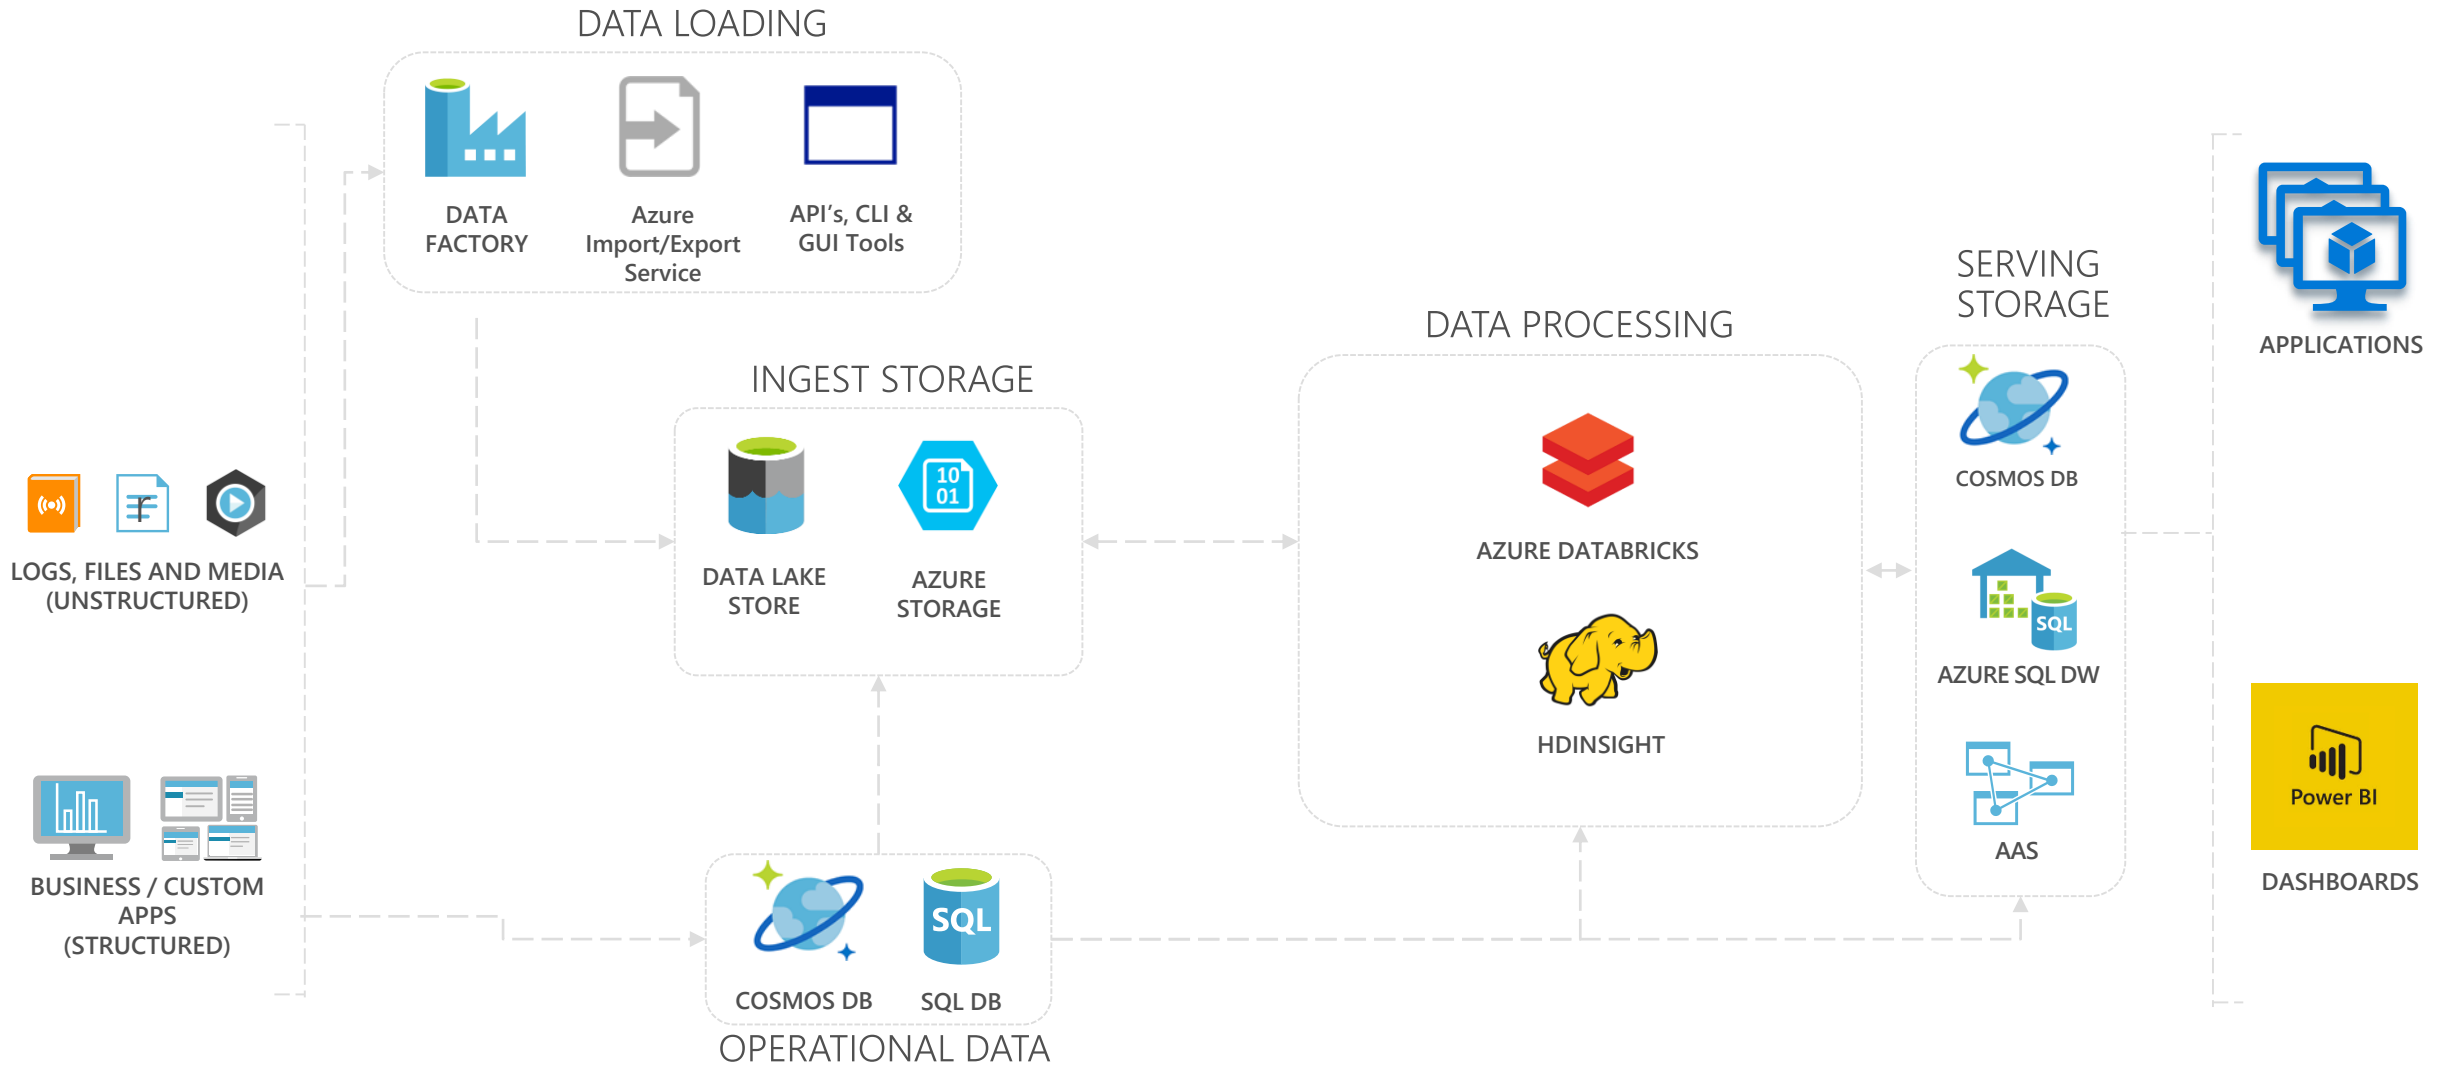 DATA LOADING
DATA
FACTORY
Azure
Import/Export
Service
API's, CLI &
GUI Tools
LOGS, FILES AND MEDIA
(UNSTRUCTURED)
r
BUSINESS / CUSTOM
APPS
(STRUCTURED)
INGEST STORAGE
DATA LAKE
STORE
10
01
AZURE
STORAGE
COSMOS DB
SQL
SQL DB
OPERATIONAL DATA
DATA PROCESSING
AZURE DATABRICKS
HDINSIGHT
SERVING
STORAGE
COSMOS DB
SQL
AZURE SQL DW
AAS
APPLICATIONS
Power BI
DASHBOARDS